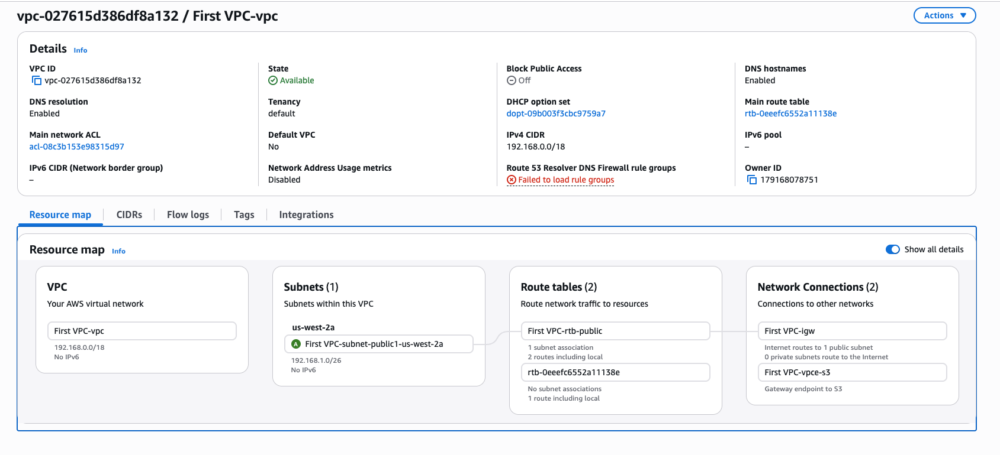 vpc-027615d386df8a132 / First VPC-vpc
Actions
Details Info
VPC ID
vpc-027615d386df8a132
State
Available
Block Public Access
Off
DNS hostnames
Enabled
DNS resolution
Enabled
Tenancy
default
DHCP option set
dopt-09b003f3cbc9759a7
Main route table
rtb-0eeefc6552a11138e
Main network ACL
acl-08c3b153e98315d97
Default VPC
No
IPv4 CIDR
192.168.0.0/18
IPv6 pool
–
IPv6 CIDR (Network border group)
–
Network Address Usage metrics
Disabled
Route 53 Resolver DNS Firewall rule groups
Failed to load rule groups
Owner ID
179168078751
Resource map
CIDRs
Flow logs
Tags
Integrations
Resource map Info
Show all details
VPC
Your AWS virtual network
First VPC-vpc
192.168.0.0/18
No IPv6
Subnets (1)
Subnets within this VPC
us-west-2a
A First VPC-subnet-public1-us-west-2a
192.168.1.0/26
No IPv6
Route tables (2)
Route network traffic to resources
First VPC-rtb-public
1 subnet association
2 routes including local
rtb-0eeefc6552a11138e
No subnet associations
1 route including local
Network Connections (2)
Connections to other networks
First VPC-igw
Internet routes to 1 public subnet
0 private subnets route to the Internet
First VPC-vpce-s3
Gateway endpoint to S3